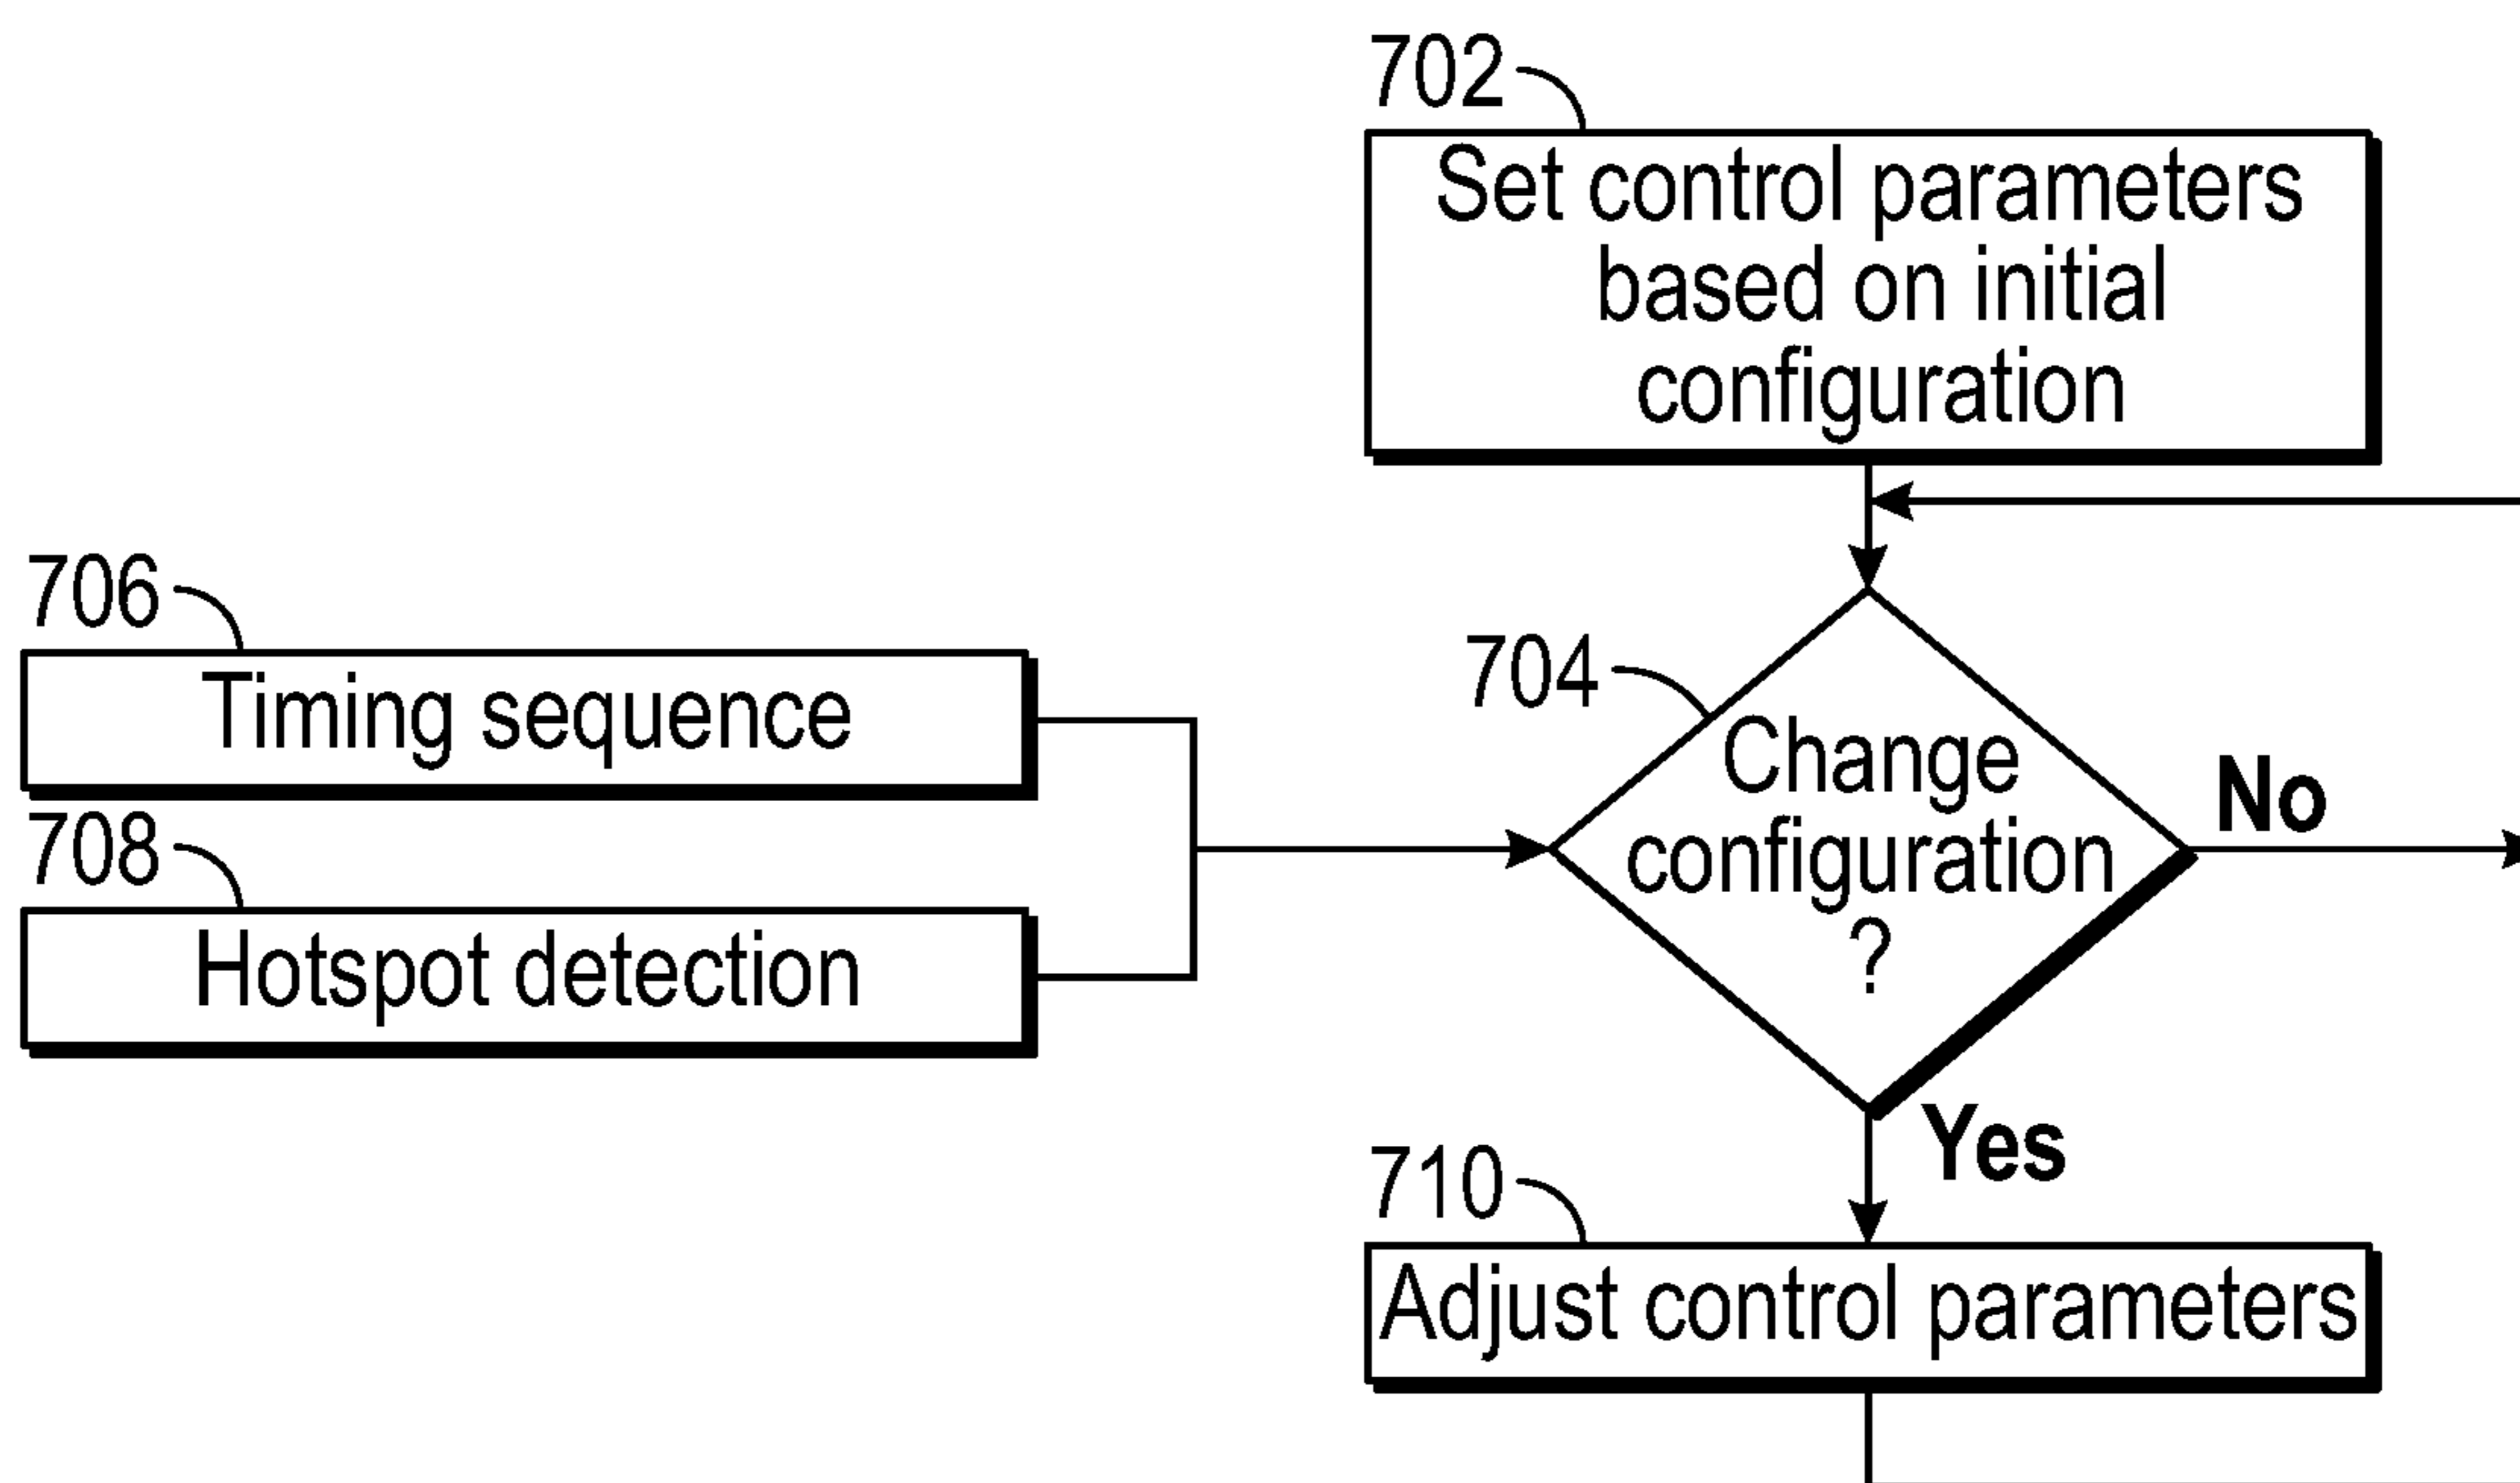 702
Set control parameters
based on initial
configuration
706
Timing sequence
708
Hotspot detection
704
Change
configuration
?
No
Yes
710
Adjust control parameters